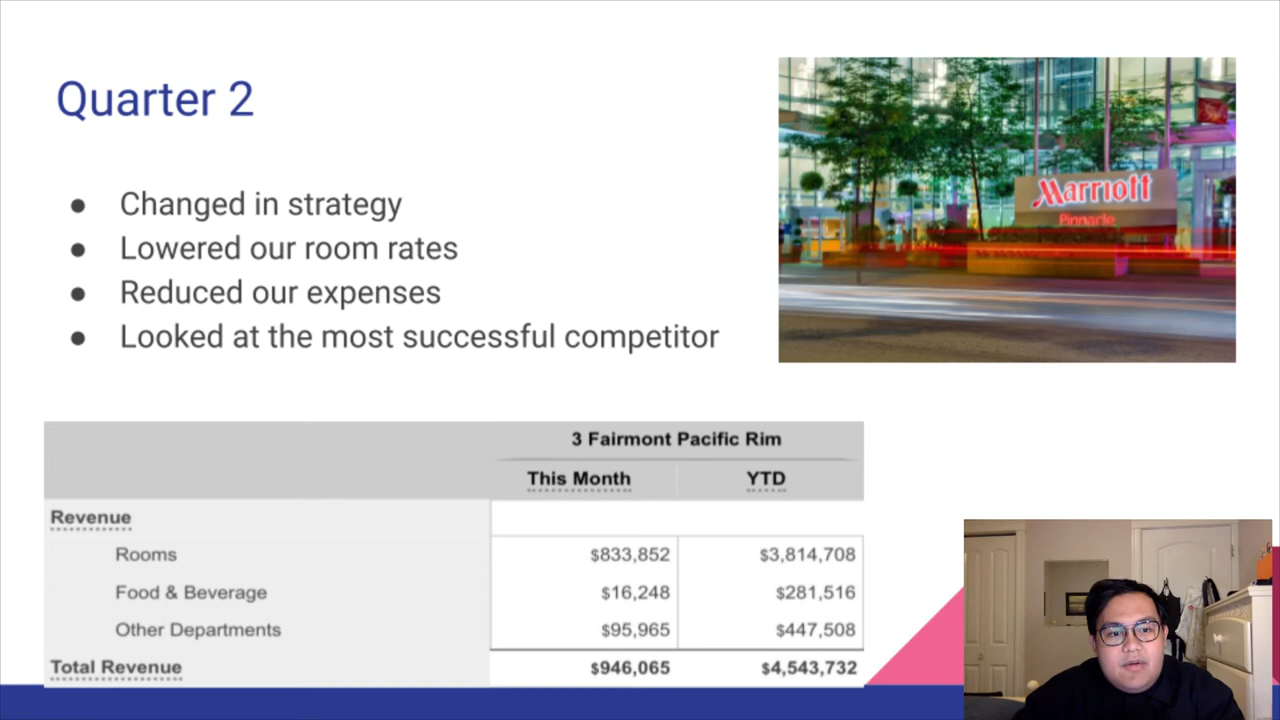 Quarter 2
● Changed in strategy
● Lowered our room rates
● Reduced our expenses
● Looked at the most successful competitor
Marriott
Pinnacle
3 Fairmont Pacific Rim
This Month YTD
Revenue
Rooms $833,852 $3,814,708
Food & Beverage $16,248 $281,516
Other Departments $95,965 $447,508
Total Revenue $946,065 $4,543,732